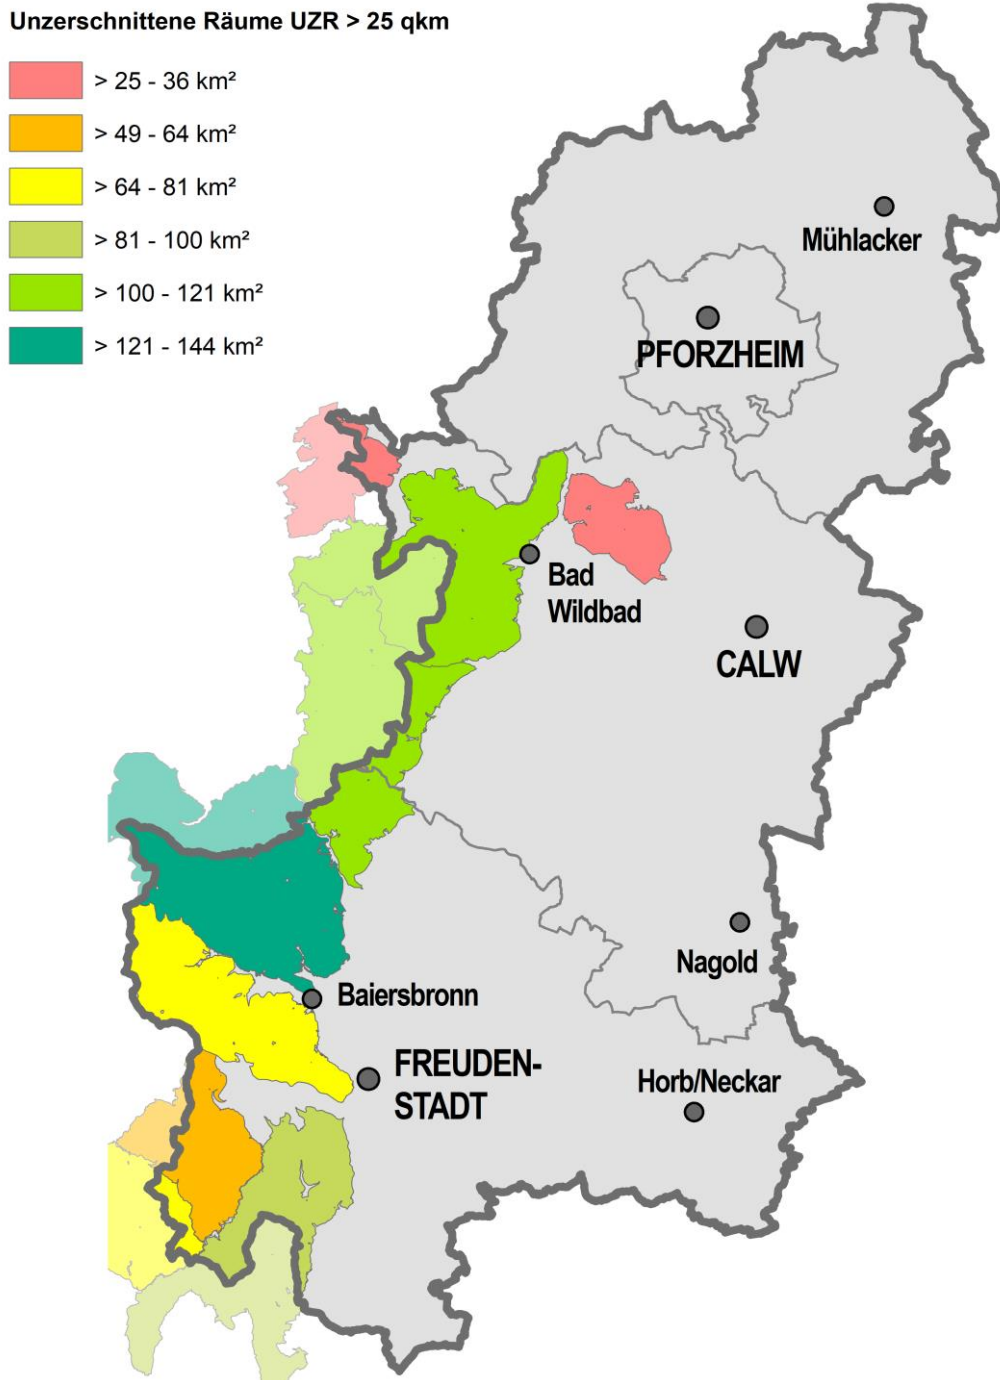 Unzerschnittene Räume UZR > 25 qkm
> 25 - 36 km²
> 49 - 64 km²
> 64 - 81 km²
> 81 - 100 km²
> 100 - 121 km²
> 121 - 144 km²
Mühlacker
PFORZHEIM
Bad
Wildbad
CALW
Nagold
Baiersbronn
FREUDEN-
STADT
Horb/Neckar